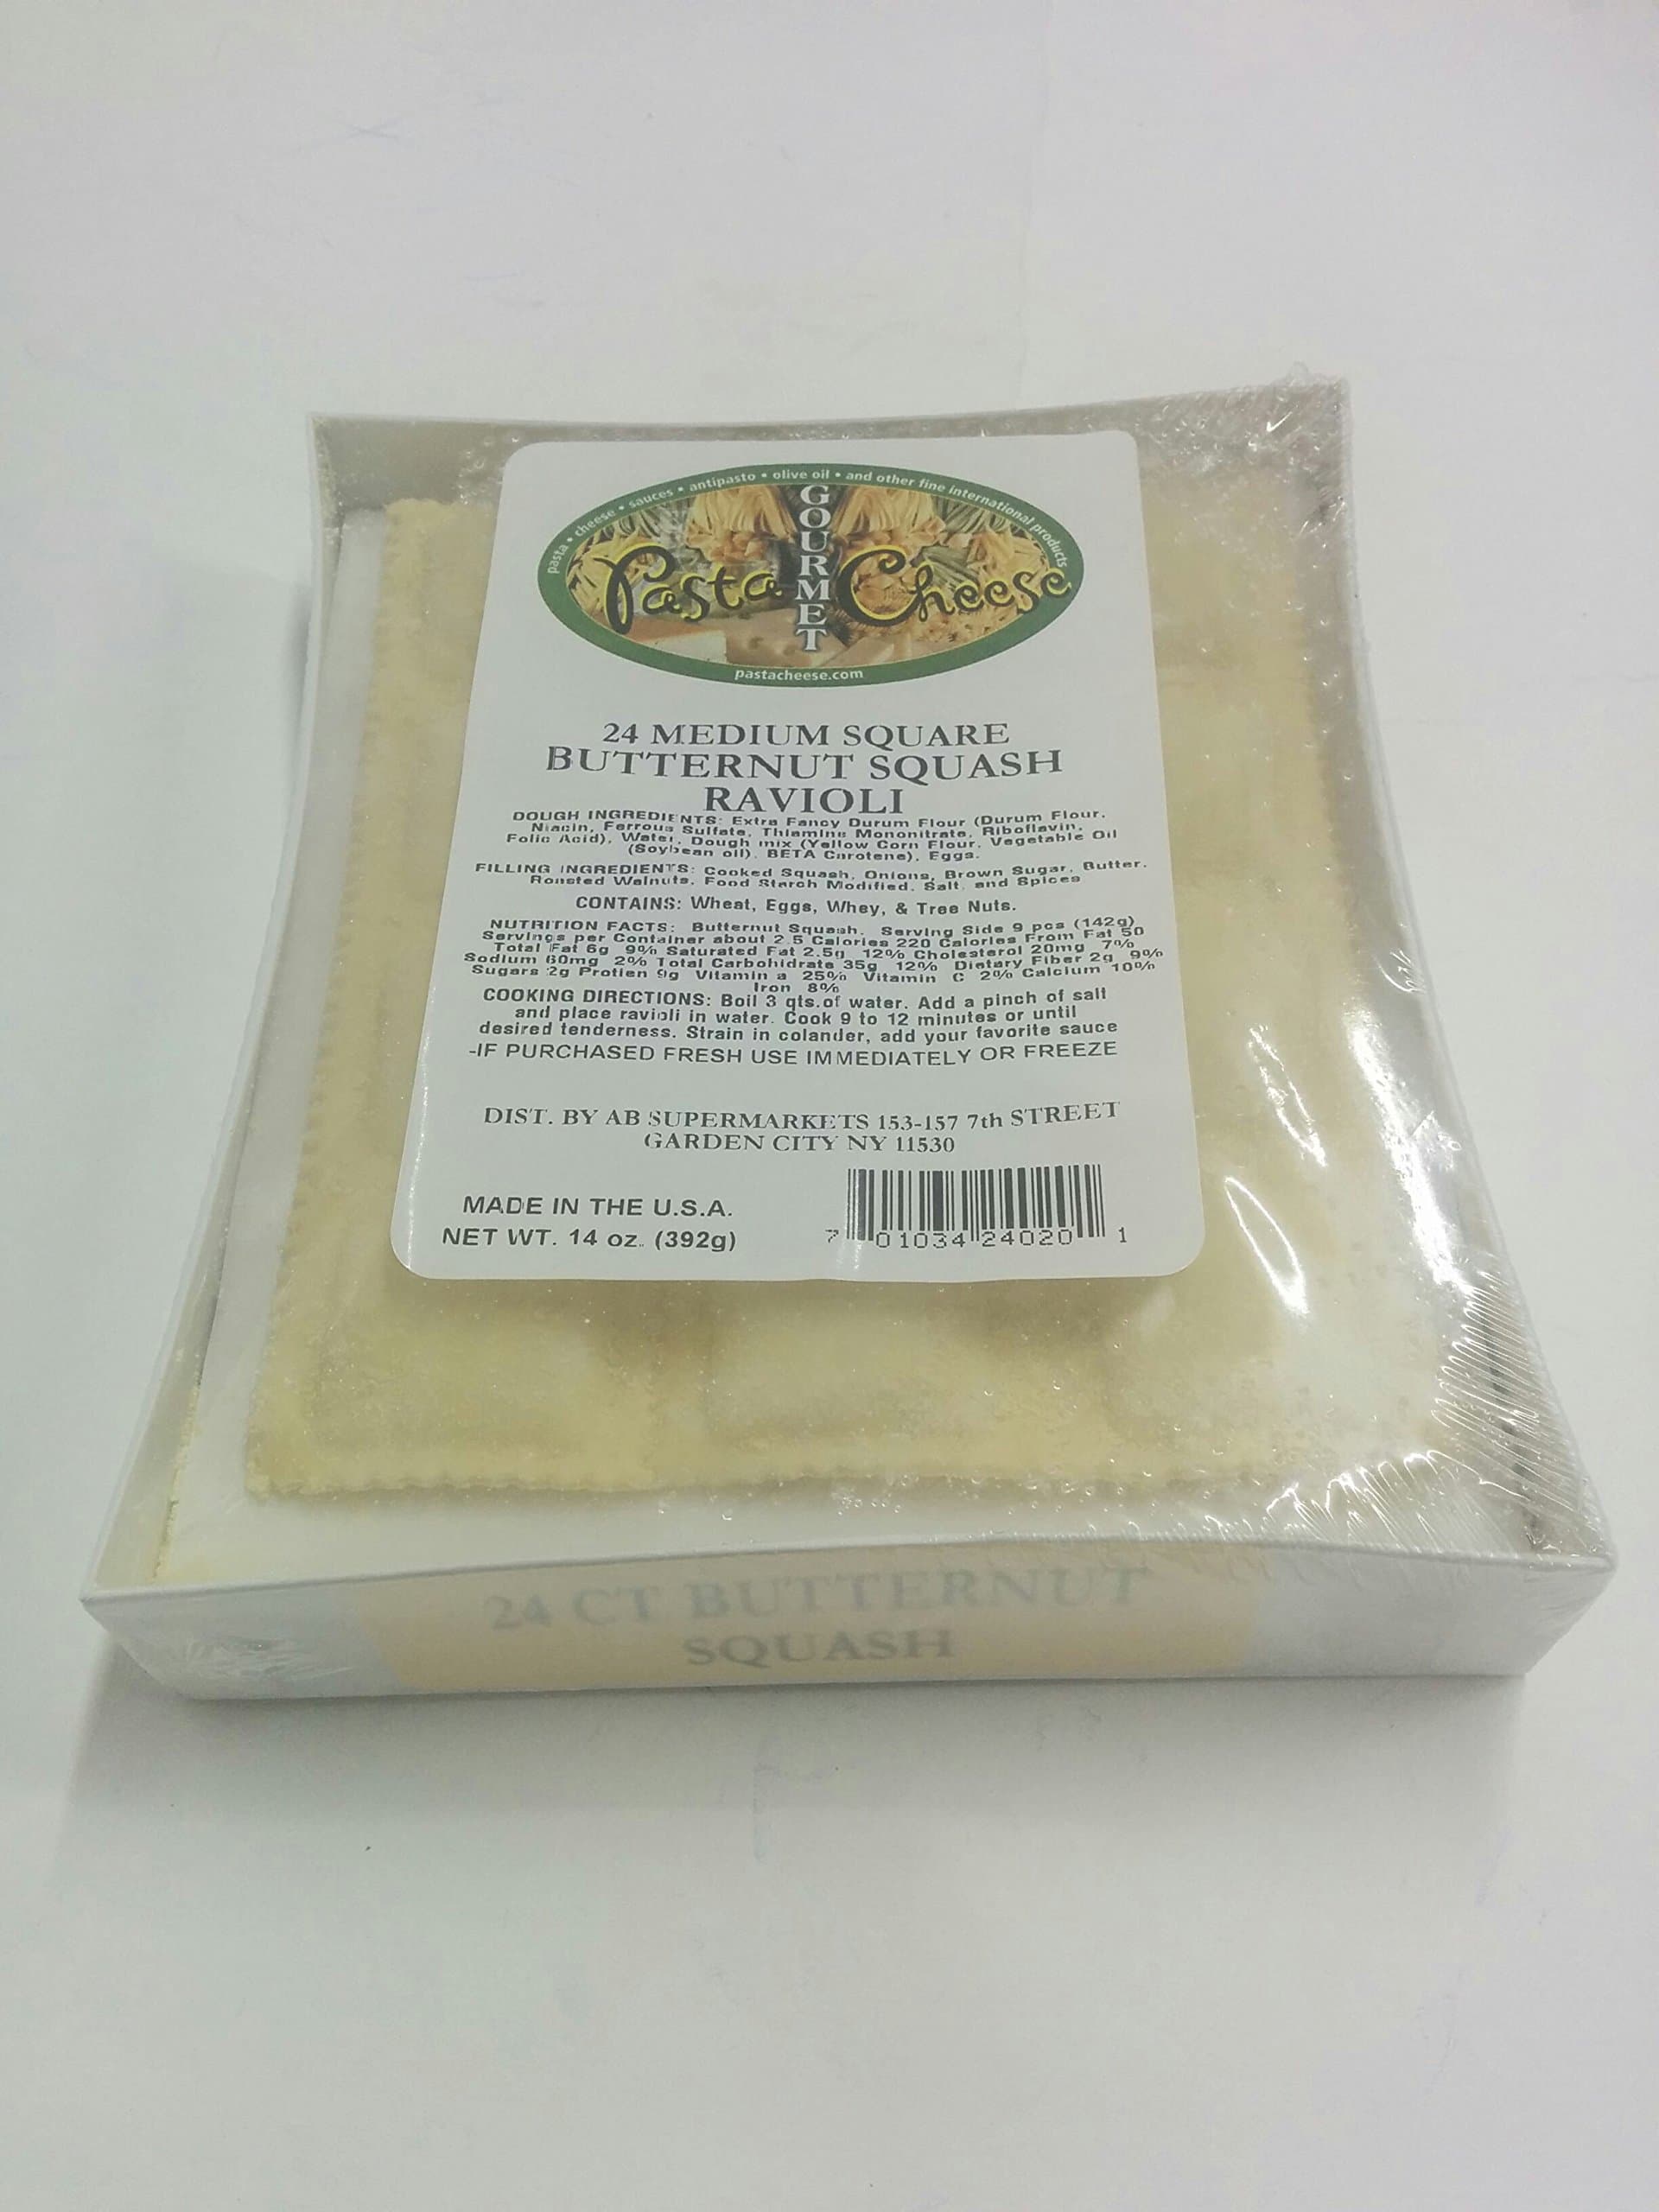 pasta • cheese • sauces • antipasto • olive oil • and other fine international products
GOURMET
Pasta Cheese
pastacheese.com
24 MEDIUM SQUARE
BUTTERNUT SQUASH
RAVIOLI
DOUGH INGREDIENTS: Extra Fancy Durum Flour (Durum Flour,
Niacin, Ferrous Sulfate, Thiamine Mononitrate, Riboflavin,
Folic Acid), Water, Dough mix (Yellow Corn Flour, Vegetable Oil
(Soybean oil), BETA Carotene), Eggs.
FILLING INGREDIENTS: Cooked Squash, Onions, Brown Sugar, Butter,
Roasted Walnuts, Food Starch Modified, Salt, and Spices
CONTAINS: Wheat, Eggs, Whey, & Tree Nuts.
NUTRITION FACTS: Butternut Squash. Serving Side 9 pcs (142g)
Servings per Container about 2.5 Calories 220 Calories From Fat 50
Total Fat 6g 9% Saturated Fat 2.5g 12% Cholesterol 20mg 7%
Sodium 60mg 2% Total Carbohidrate 35g 12% Dietary Fiber 2g 9%
Sugars 2g Protien 9g Vitamin a 25% Vitamin C 2% Calcium 10%
Iron 8%
COOKING DIRECTIONS: Boil 3 qts.of water. Add a pinch of salt
and place ravioli in water. Cook 9 to 12 minutes or until
desired tenderness. Strain in colander, add your favorite sauce
-IF PURCHASED FRESH USE IMMEDIATELY OR FREEZE
DIST. BY AB SUPERMARKETS 153-157 7th STREET
GARDEN CITY NY 11530
MADE IN THE U.S.A.
NET WT. 14 oz. (392g)
7 01034 24020 1
24 CT BUTTERNUT
SQUASH